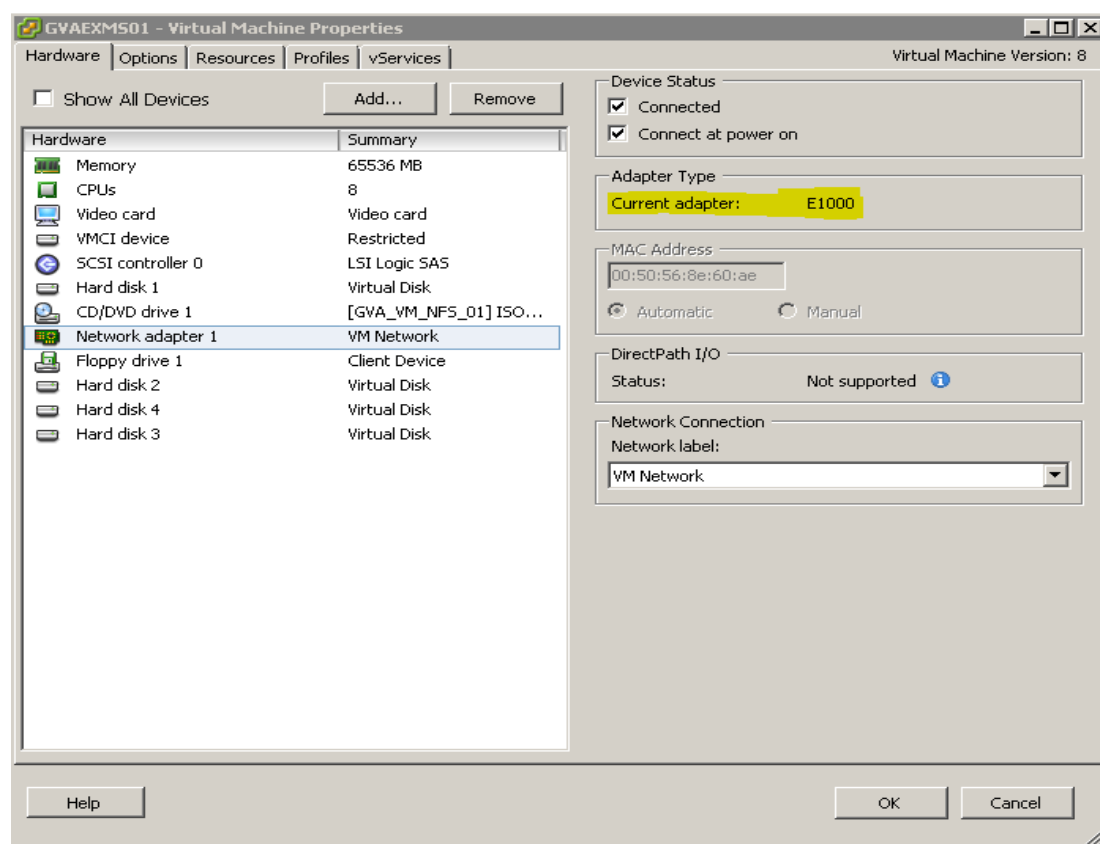 GVAEXMS01 - Virtual Machine Properties
Hardware Options Resources Profiles vServices
Virtual Machine Version: 8
Show All Devices
Add... Remove
Hardware Summary
Memory 65536 MB
CPUs 8
Video card Video card
VMCI device Restricted
SCSI controller 0 LSI Logic SAS
Hard disk 1 Virtual Disk
CD/DVD drive 1 [GVA_VM_NFS_01] ISO...
Network adapter 1 VM Network
Floppy drive 1 Client Device
Hard disk 2 Virtual Disk
Hard disk 4 Virtual Disk
Hard disk 3 Virtual Disk
Device Status
Connected
Connect at power on
Adapter Type
Current adapter: E1000
MAC Address
00:50:56:8e:60:ae
Automatic Manual
DirectPath I/O
Status: Not supported
Network Connection
Network label:
VM Network
Help OK Cancel